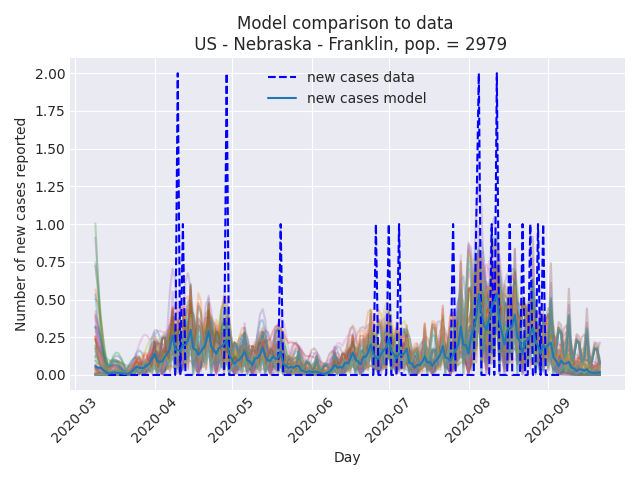 Model comparison to data
US - Nebraska - Franklin, pop. = 2979
new cases data
new cases model
Number of new cases reported
2.00
1.75
1.50
1.25
1.00
0.75
0.50
0.25
0.00
2020-03
2020-04
2020-05
2020-06
2020-07
2020-08
2020-09
Day